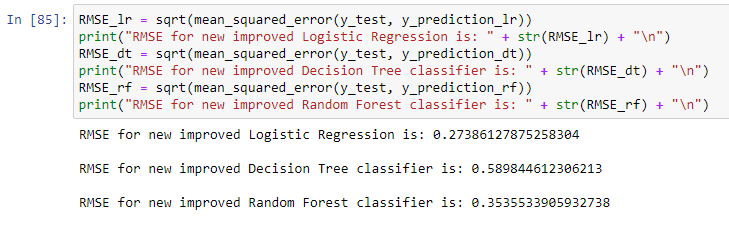 In [85]: RMSE_lr = sqrt(mean_squared_error(y_test, y_prediction_lr))
print("RMSE for new improved Logistic Regression is: " + str(RMSE_lr) + "\n")
RMSE_dt = sqrt(mean_squared_error(y_test, y_prediction_dt))
print("RMSE for new improved Decision Tree classifier is: " + str(RMSE_dt) + "\n")
RMSE_rf = sqrt(mean_squared_error(y_test, y_prediction_rf))
print("RMSE for new improved Random Forest classifier is: " + str(RMSE_rf) + "\n")
RMSE for new improved Logistic Regression is: 0.27386127875258304
RMSE for new improved Decision Tree classifier is: 0.589844612306213
RMSE for new improved Random Forest classifier is: 0.3535533905932738